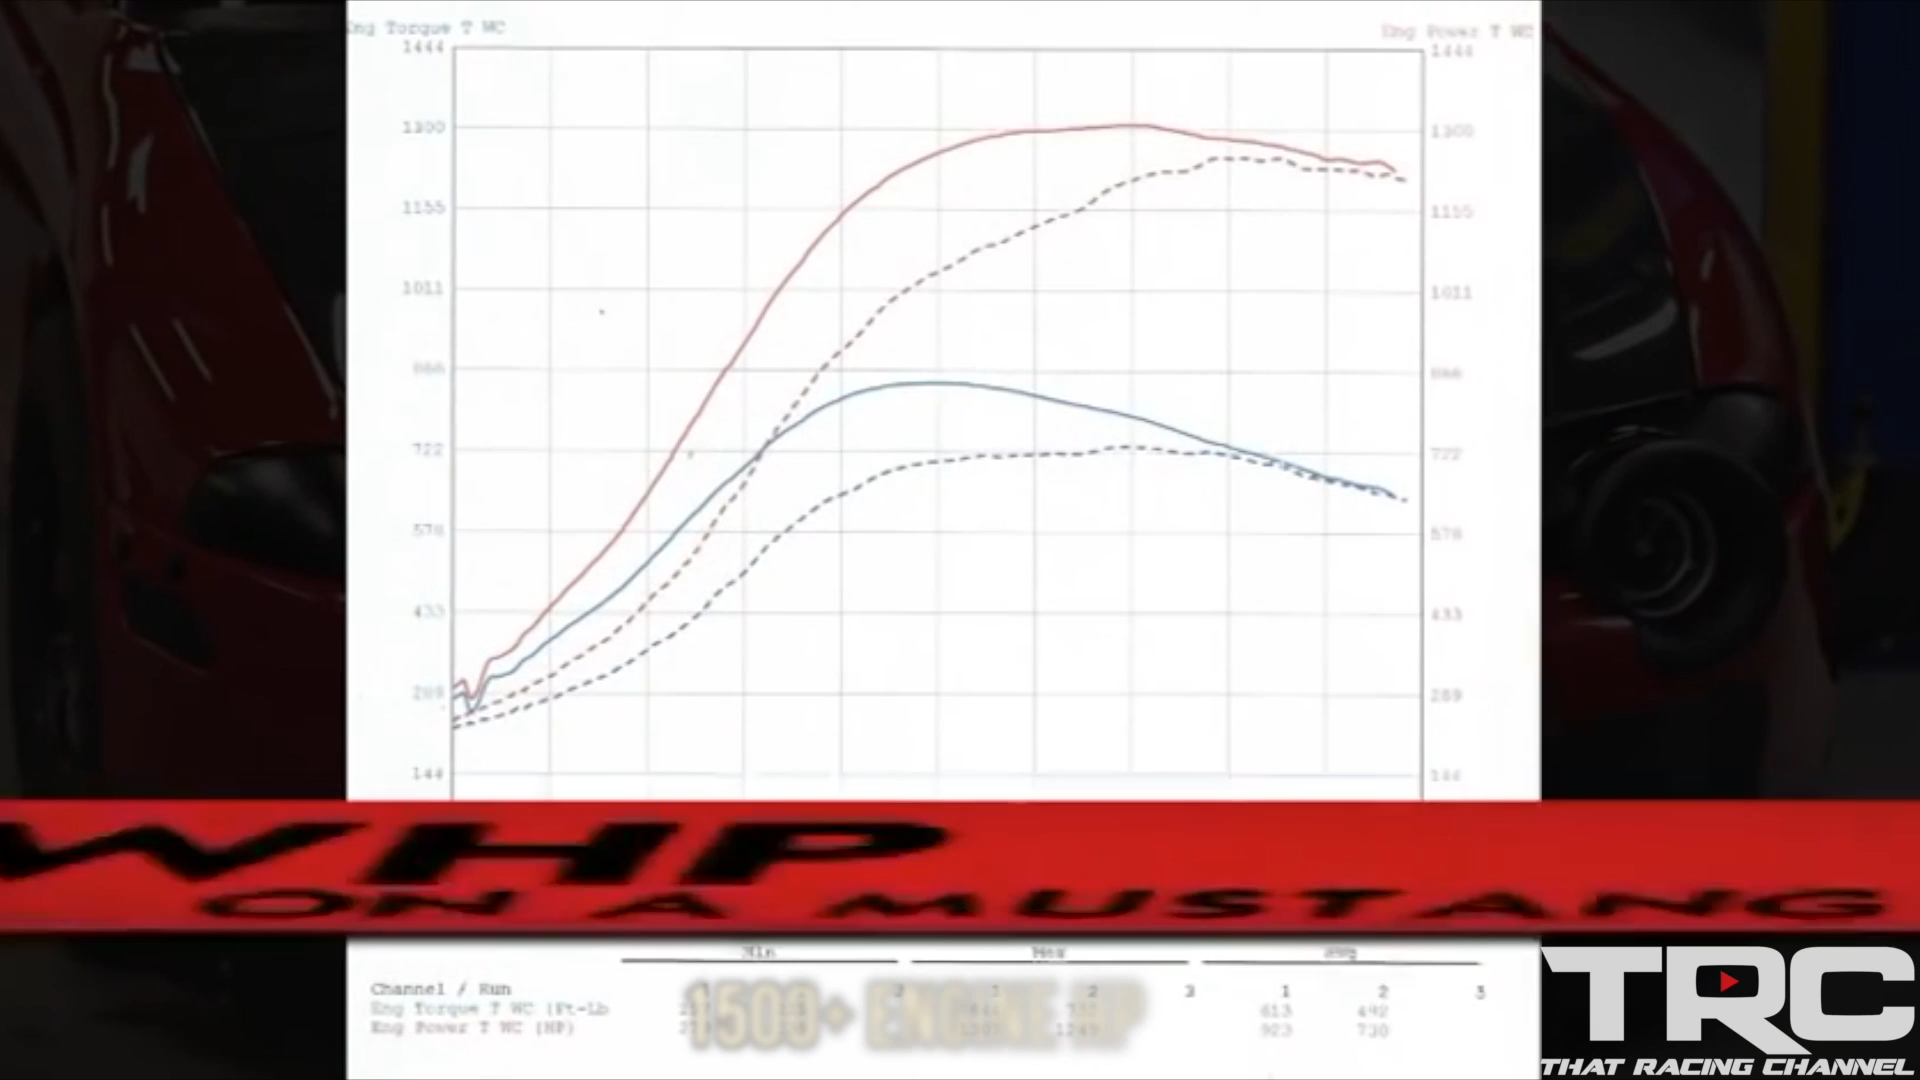 Eng Torque T WC
Eng Power T WC
1444
1444
1300
1300
1155
1155
1011
1011
866
866
722
722
578
578
433
433
289
289
144
144
WHP
ON A MUSTANG
Min Max Avg
Channel / Run 2 1 2 3 1 2 3
Eng Torque T WC (Ft-Lb 613 492
Eng Power T WC (HP) 923 730
1500+ ENGINE HP
TRC
THAT RACING CHANNEL